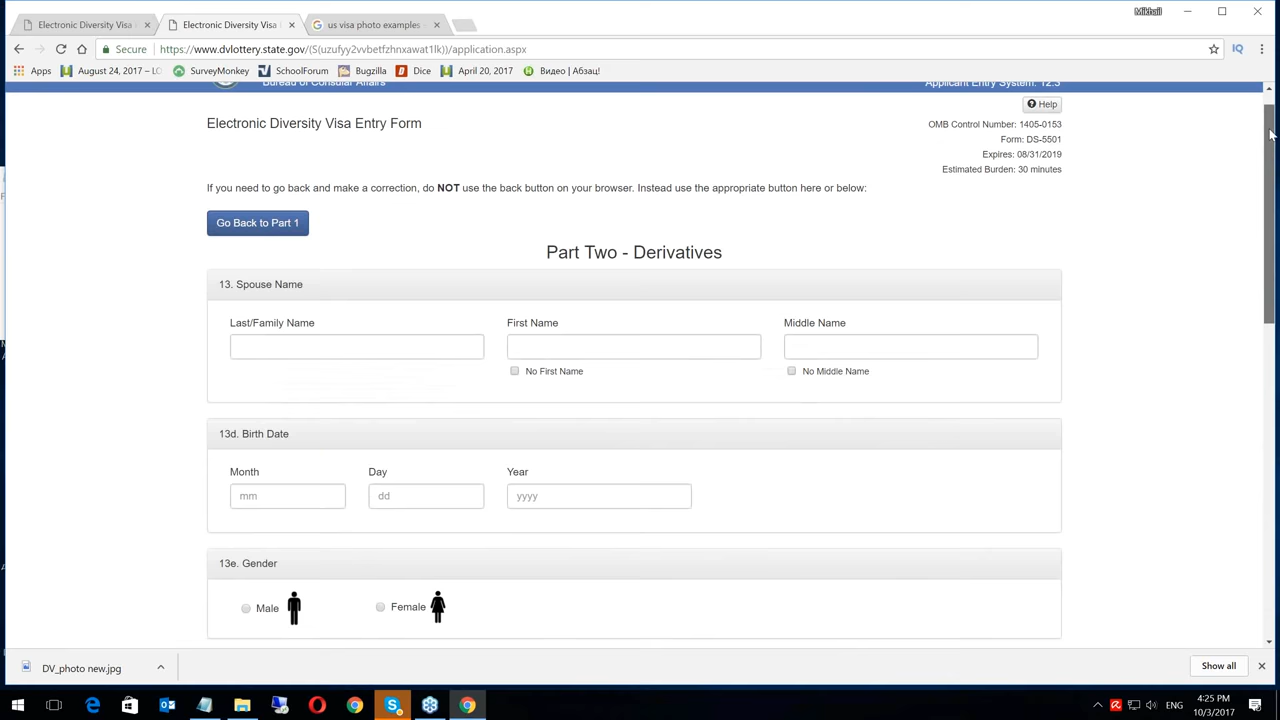 Mikhail
Electronic Diversity Visa
Electronic Diversity Visa
us visa photo examples
Secure
https://www.dvlottery.state.gov/(S(uzufyy2vvbetfzhnxawat1lk))/application.aspx
Apps
August 24, 2017 – LO
SurveyMonkey
SchoolForum
Bugzilla
Dice
April 20, 2017
Видео | Абзац!
Bureau of Consular Affairs
Applicant Entry System: 12.3
Help
Electronic Diversity Visa Entry Form
OMB Control Number: 1405-0153
Form: DS-5501
Expires: 08/31/2019
Estimated Burden: 30 minutes
If you need to go back and make a correction, do NOT use the back button on your browser. Instead use the appropriate button here or below:
Go Back to Part 1
Part Two - Derivatives
13. Spouse Name
Last/Family Name First Name Middle Name
No First Name No Middle Name
13d. Birth Date
Month Day Year
mm dd yyyy
13e. Gender
Male Female
DV_photo new.jpg
Show all
ENG
4:25 PM
10/3/2017